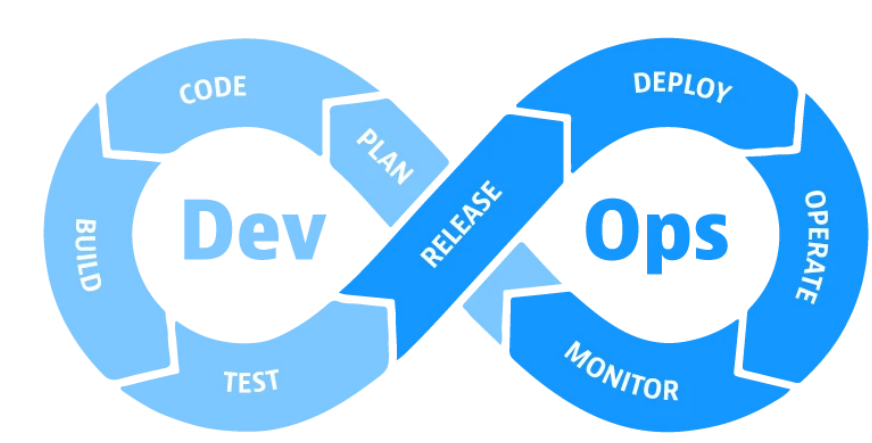 CODE
PLAN
BUILD
TEST
Dev
RELEASE
DEPLOY
OPERATE
MONITOR
Ops